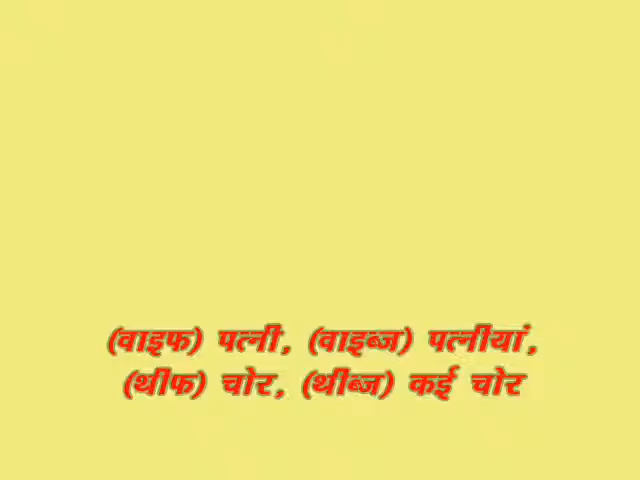 (वाइफ) पत्नी, (वाइब्ज) पत्नीयां,
(थीफ) चोर, (थीब्ज) कई चोर